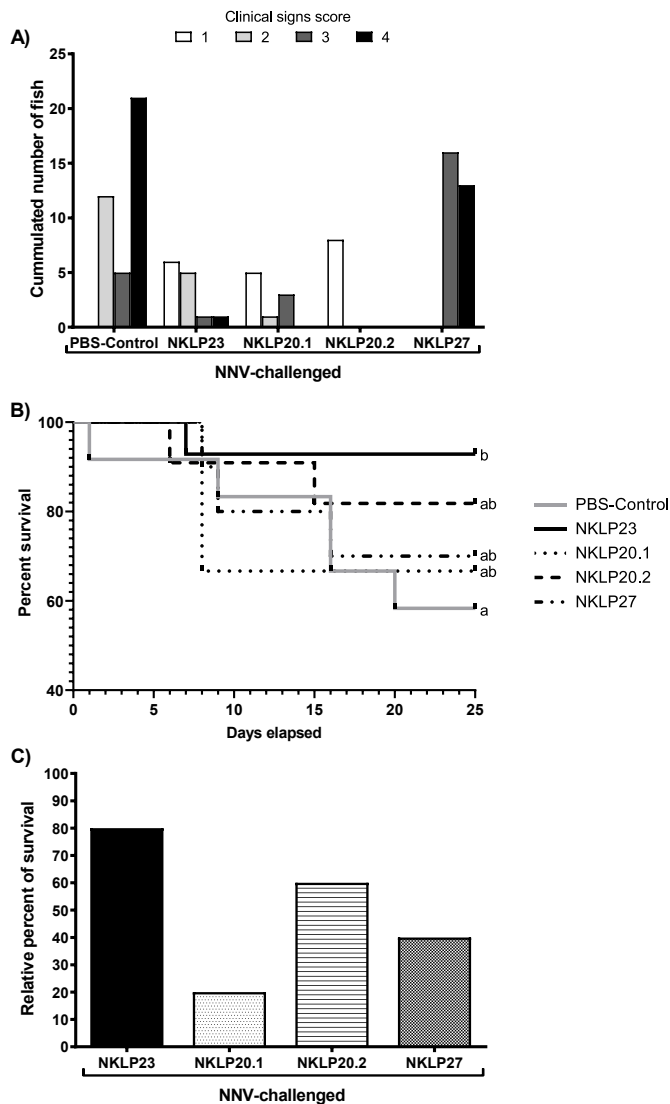 Clinical signs score
A)
1 2 3 4
Cummulated number of fish
25
20
15
10
5
0
PBS-Control NKLP23 NKLP20.1 NKLP20.2 NKLP27
NNV-challenged
B)
Percent survival
100
80
60
40
0 5 10 15 20 25
Days elapsed
b
ab
ab
ab
a
PBS-Control
NKLP23
NKLP20.1
NKLP20.2
NKLP27
C)
Relative percent of survival
100
90
80
70
60
50
40
30
20
10
0
NKLP23 NKLP20.1 NKLP20.2 NKLP27
NNV-challenged